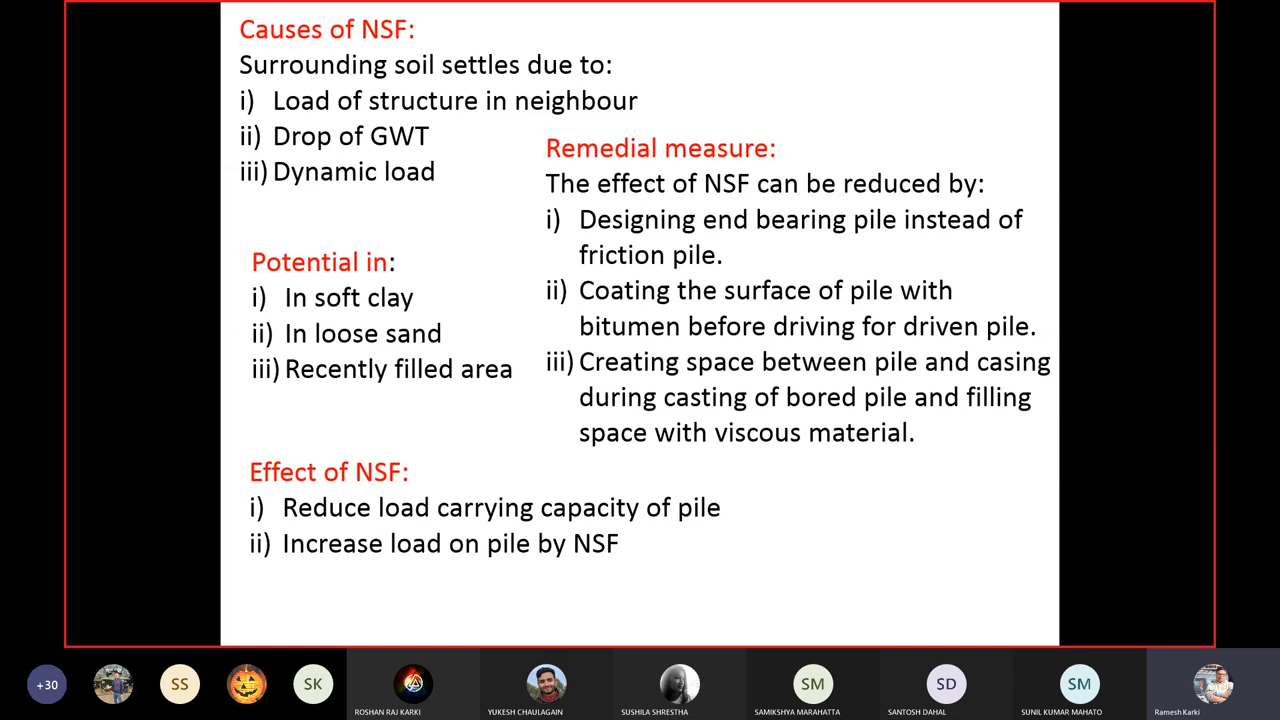 Causes of NSF:
Surrounding soil settles due to:
i) Load of structure in neighbour
ii) Drop of GWT
iii) Dynamic load
Potential in:
i) In soft clay
ii) In loose sand
iii) Recently filled area
Remedial measure:
The effect of NSF can be reduced by:
i) Designing end bearing pile instead of
friction pile.
ii) Coating the surface of pile with
bitumen before driving for driven pile.
iii) Creating space between pile and casing
during casting of bored pile and filling
space with viscous material.
Effect of NSF:
i) Reduce load carrying capacity of pile
ii) Increase load on pile by NSF
+30
SS
SK
ROSHAN RAJ KARKI
YUKESH CHAULAGAIN
SUSHILA SHRESTHA
SM
SAMIKSHYA MARAHATTA
SD
SANTOSH DAHAL
SM
SUNIL KUMAR MAHATO
Ramesh Karki